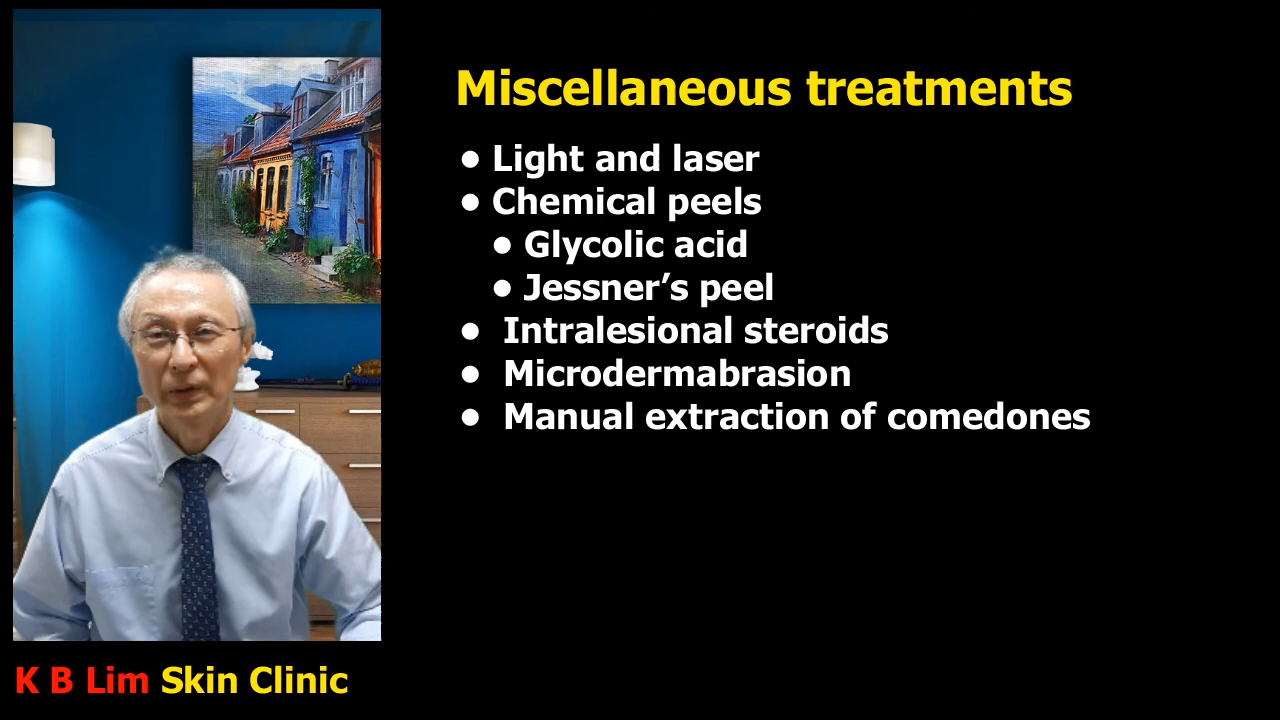 Miscellaneous treatments
• Light and laser
• Chemical peels
• Glycolic acid
• Jessner’s peel
• Intralesional steroids
• Microdermabrasion
• Manual extraction of comedones
K B Lim Skin Clinic